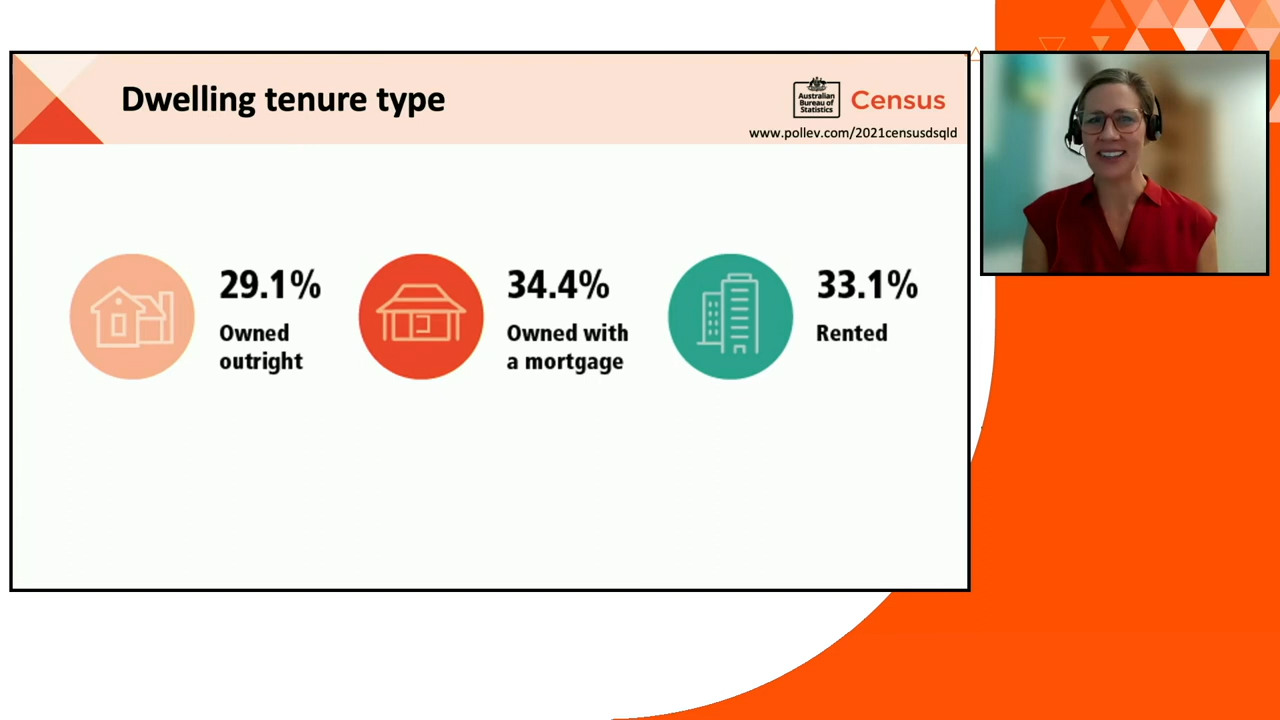 Dwelling tenure type
Australian
Bureau of
Statistics
Census
www.pollev.com/2021censusdsqld
29.1%
Owned
outright
34.4%
Owned with
a mortgage
33.1%
Rented